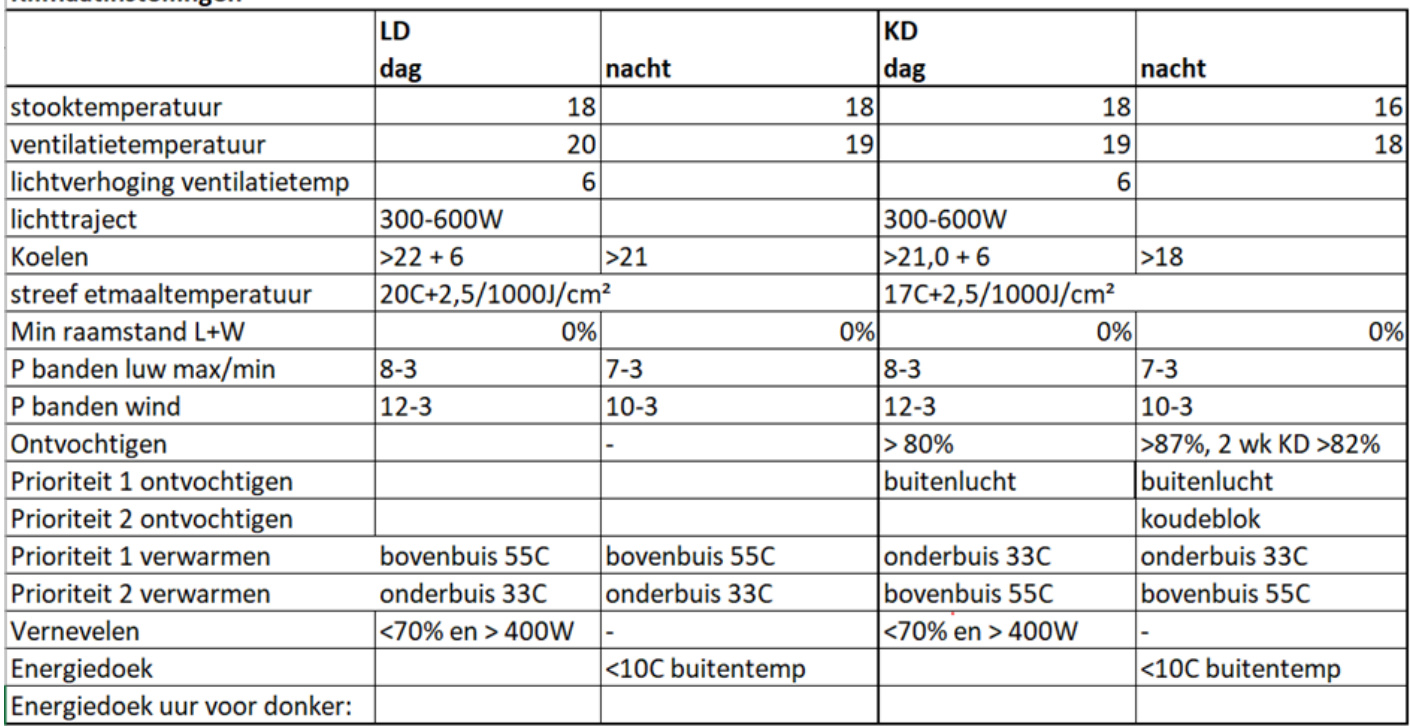 LD KD
dag nacht dag nacht
stooktemperatuur 18 18 18 16
ventilatietemperatuur 20 19 19 18
lichtverhoging ventilatietemp 6 6
lichttraject 300-600W 300-600W
Koelen >22 + 6 >21 >21,0 + 6 >18
streef etmaaltemperatuur 20C+2,5/1000J/cm² 17C+2,5/1000J/cm²
Min raamstand L+W 0% 0% 0% 0%
P banden luw max/min 8-3 7-3 8-3 7-3
P banden wind 12-3 10-3 12-3 10-3
Ontvochtigen - > 80% >87%, 2 wk KD >82%
Prioriteit 1 ontvochtigen buitenlucht buitenlucht
Prioriteit 2 ontvochtigen koudeblok
Prioriteit 1 verwarmen bovenbuis 55C bovenbuis 55C onderbuis 33C onderbuis 33C
Prioriteit 2 verwarmen onderbuis 33C onderbuis 33C bovenbuis 55C bovenbuis 55C
Vernevelen <70% en > 400W - <70% en > 400W -
Energiedoek <10C buitentemp <10C buitentemp
Energiedoek uur voor donker: